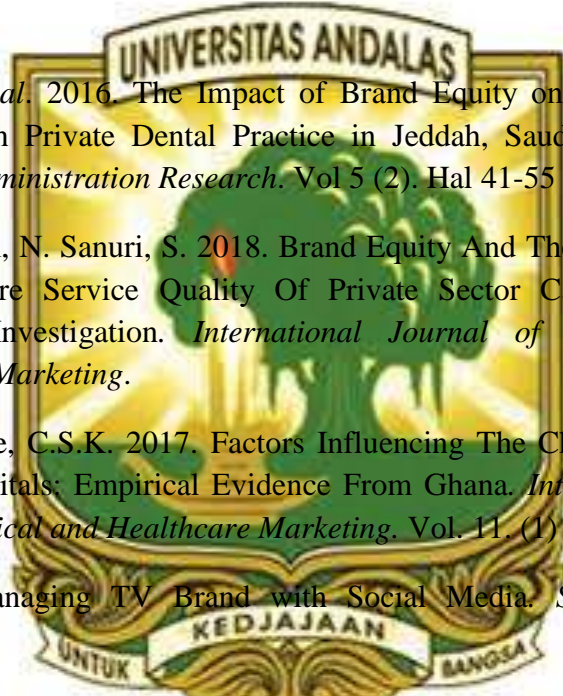 UNIVERSITAS ANDALAS
al. 2016. The Impact of Brand Equity on
Private Dental Practice in Jeddah, Saud
ministration Research. Vol 5 (2). Hal 41-55
, N. Sanuri, S. 2018. Brand Equity And The
re Service Quality Of Private Sector C
Investigation. International Journal of
Marketing.
e, C.S.K. 2017. Factors Influencing The Cl
itals: Empirical Evidence From Ghana. Int
ical and Healthcare Marketing. Vol. 11. (1)
anaging TV Brand with Social Media. S
KEDJAJAAN
UNTUK BANGSA